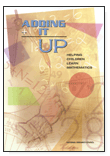 ADDING
+ IT
UP
HELPING
CHILDREN
LEARN
MATHEMATICS